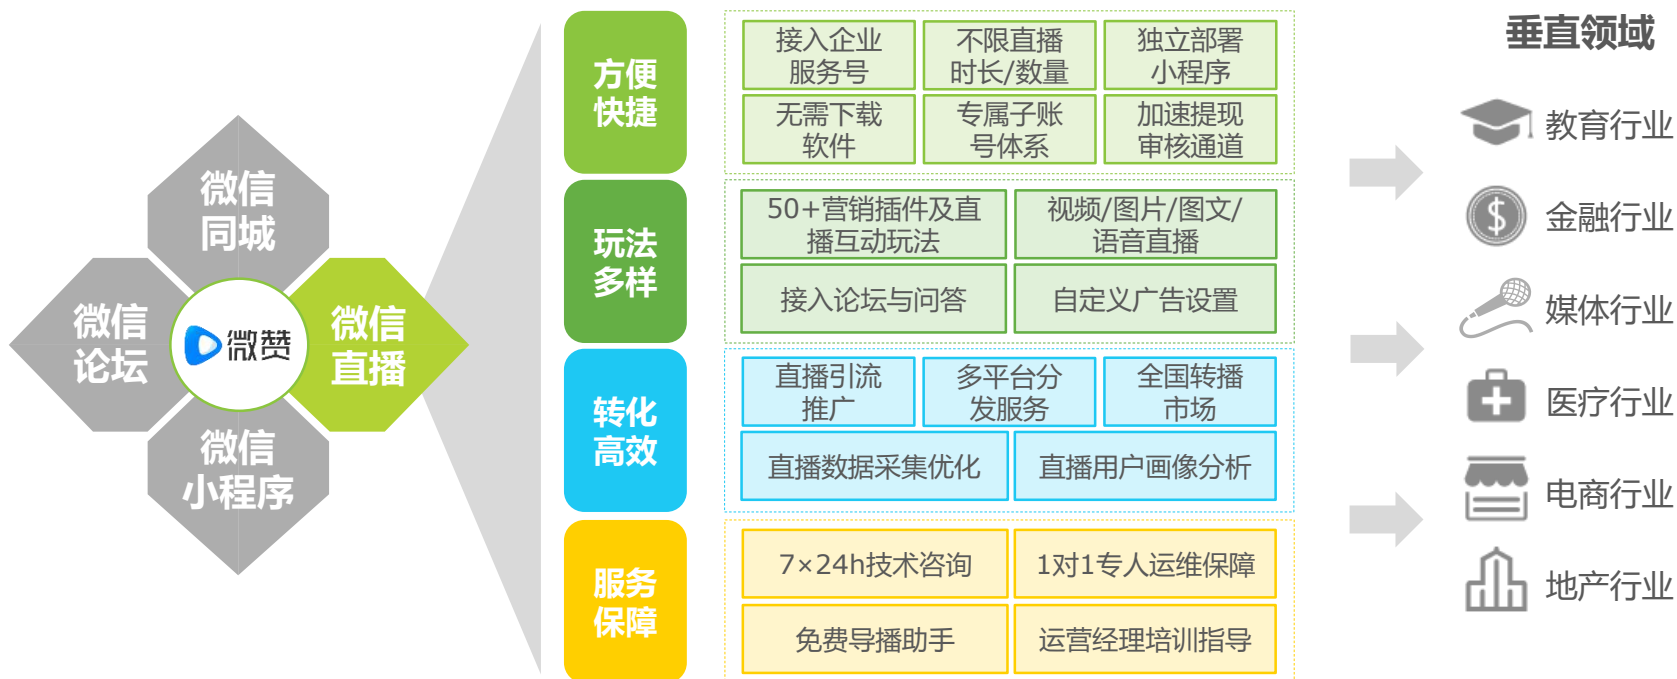 微信
同城
微信
论坛
微赞
微信
直播
微信
小程序
方便
快捷
接入企业
服务号
不限直播
时长/数量
独立部署
小程序
无需下载
软件
专属子账
号体系
加速提现
审核通道
玩法
多样
50+营销插件及直
播互动玩法
视频/图片/图文/
语音直播
接入论坛与问答
自定义广告设置
转化
高效
直播引流
推广
多平台分
发服务
全国转播
市场
直播数据采集优化
直播用户画像分析
服务
保障
7×24h技术咨询
1对1专人运维保障
免费导播助手
运营经理培训指导
垂直领域
教育行业
金融行业
媒体行业
医疗行业
电商行业
地产行业